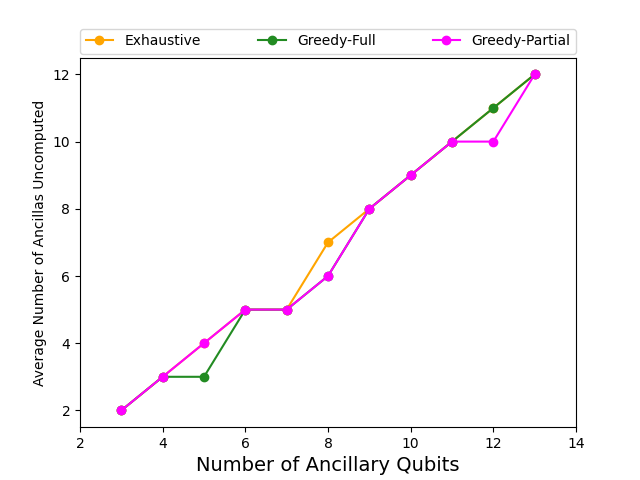 Exhaustive Greedy-Full Greedy-Partial
12
10
8
6
4
2
Average Number of Ancillas Uncomputed
2 4 6 8 10 12 14
Number of Ancillary Qubits